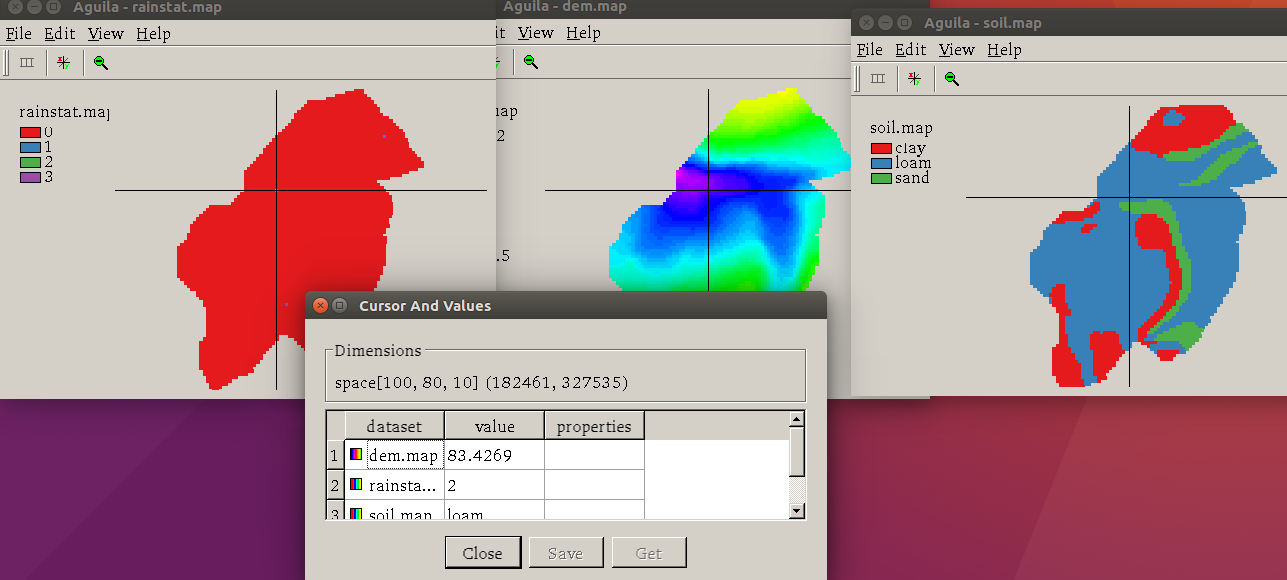 Aguila - rainstat.map
File Edit View Help
rainstat.map
0
1
2
3
Aguila - dem.map
it View Help
map
2
.5
Aguila - soil.map
File Edit View Help
soil.map
clay
loam
sand
Cursor And Values
Dimensions
space[100, 80, 10] (182461, 327535)
dataset value properties
1 dem.map 83.4269
2 rainsta... 2
3 soil.map loam
Close Save Get